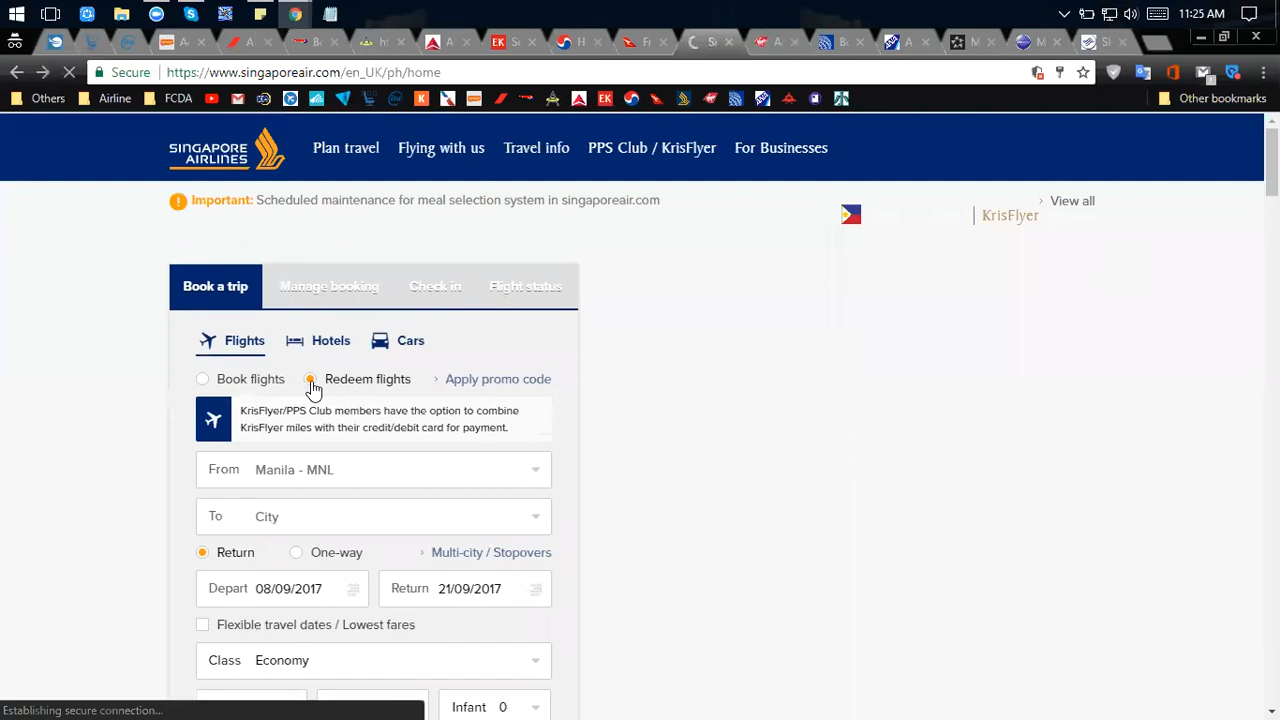 11:25 AM
Secure https://www.singaporeair.com/en_UK/ph/home
Others Airline FCDA Other bookmarks
SINGAPORE AIRLINES
Plan travel Flying with us Travel info PPS Club / KrisFlyer For Businesses
Important: Scheduled maintenance for meal selection system in singaporeair.com
View all
KrisFlyer
Book a trip Manage booking Check in Flight status
Flights Hotels Cars
Book flights Redeem flights Apply promo code
KrisFlyer/PPS Club members have the option to combine
KrisFlyer miles with their credit/debit card for payment.
From Manila - MNL
To City
Return One-way Multi-city / Stopovers
Depart 08/09/2017 Return 21/09/2017
Flexible travel dates / Lowest fares
Class Economy
Infant 0
Establishing secure connection...